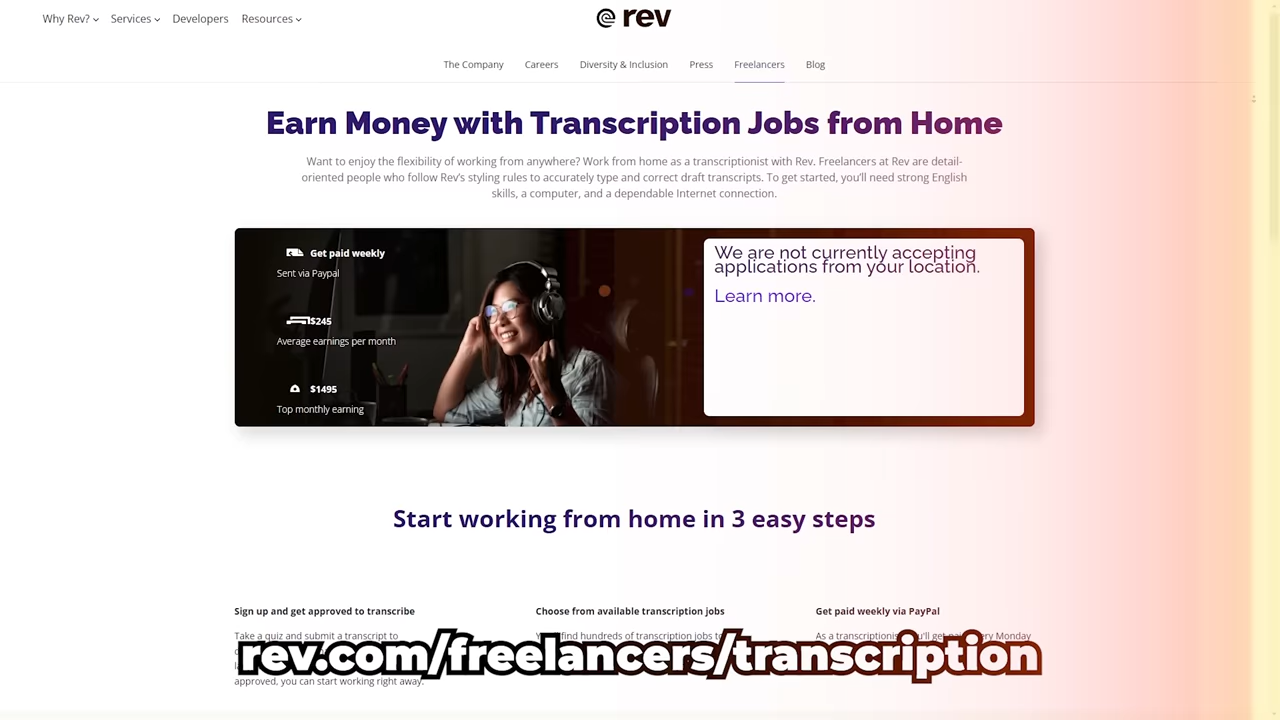 Why Rev? Services Developers Resources
rev
The Company Careers Diversity & Inclusion Press Freelancers Blog
Earn Money with Transcription Jobs from Home
Want to enjoy the flexibility of working from anywhere? Work from home as a transcriptionist with Rev. Freelancers at Rev are detail-
oriented people who follow Rev's styling rules to accurately type and correct draft transcripts. To get started, you'll need strong English
skills, a computer, and a dependable Internet connection.
Get paid weekly
Sent via Paypal
$245
Average earnings per month
$1495
Top monthly earning
We are not currently accepting
applications from your location.
Learn more.
Start working from home in 3 easy steps
Sign up and get approved to transcribe
Take a quiz and submit a transcript to
approved, you can start working right away.
Choose from available transcription jobs
find hundreds of transcription jobs to
Get paid weekly via PayPal
As a transcriptionist, you'll get paid every Monday
rev.com/freelancers/transcription